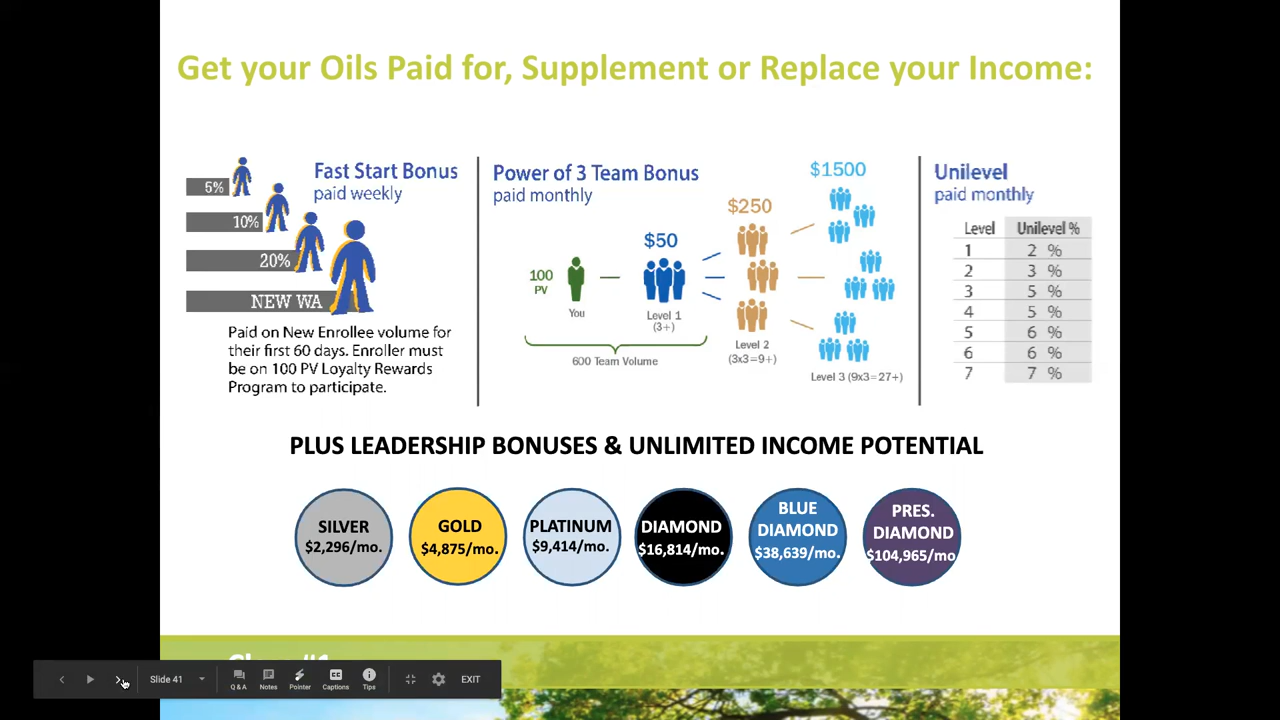 Get your Oils Paid for, Supplement or Replace your Income:
Fast Start Bonus
paid weekly
5%
10%
20%
NEW WA
Paid on New Enrollee volume for
their first 60 days. Enroller must
be on 100 PV Loyalty Rewards
Program to participate.
Power of 3 Team Bonus
paid monthly
100
PV
You
$50
Level 1
(3+)
600 Team Volume
$250
Level 2
(3x3=9+)
$1500
Level 3 (9x3=27+)
Unilevel
paid monthly
Level Unilevel %
1 2 %
2 3 %
3 5 %
4 5 %
5 6 %
6 6 %
7 7 %
PLUS LEADERSHIP BONUSES & UNLIMITED INCOME POTENTIAL
SILVER
$2,296/mo.
GOLD
$4,875/mo.
PLATINUM
$9,414/mo.
DIAMOND
$16,814/mo.
BLUE
DIAMOND
$38,639/mo.
PRES.
DIAMOND
$104,965/mo
Slide 41
Q & A
Notes
Pointer
Captions
Tips
EXIT